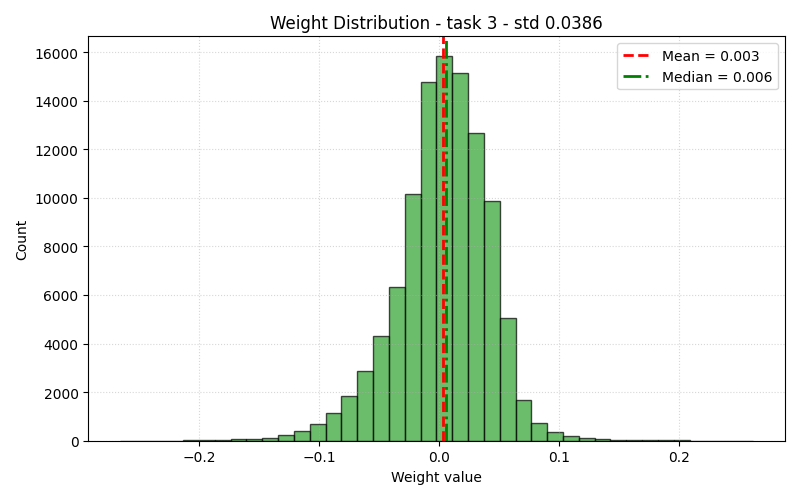 Weight Distribution - task 3 - std 0.0386
Mean = 0.003
Median = 0.006
16000
14000
12000
10000
8000
6000
4000
2000
0
Count
−0.2 −0.1 0.0 0.1 0.2
Weight value